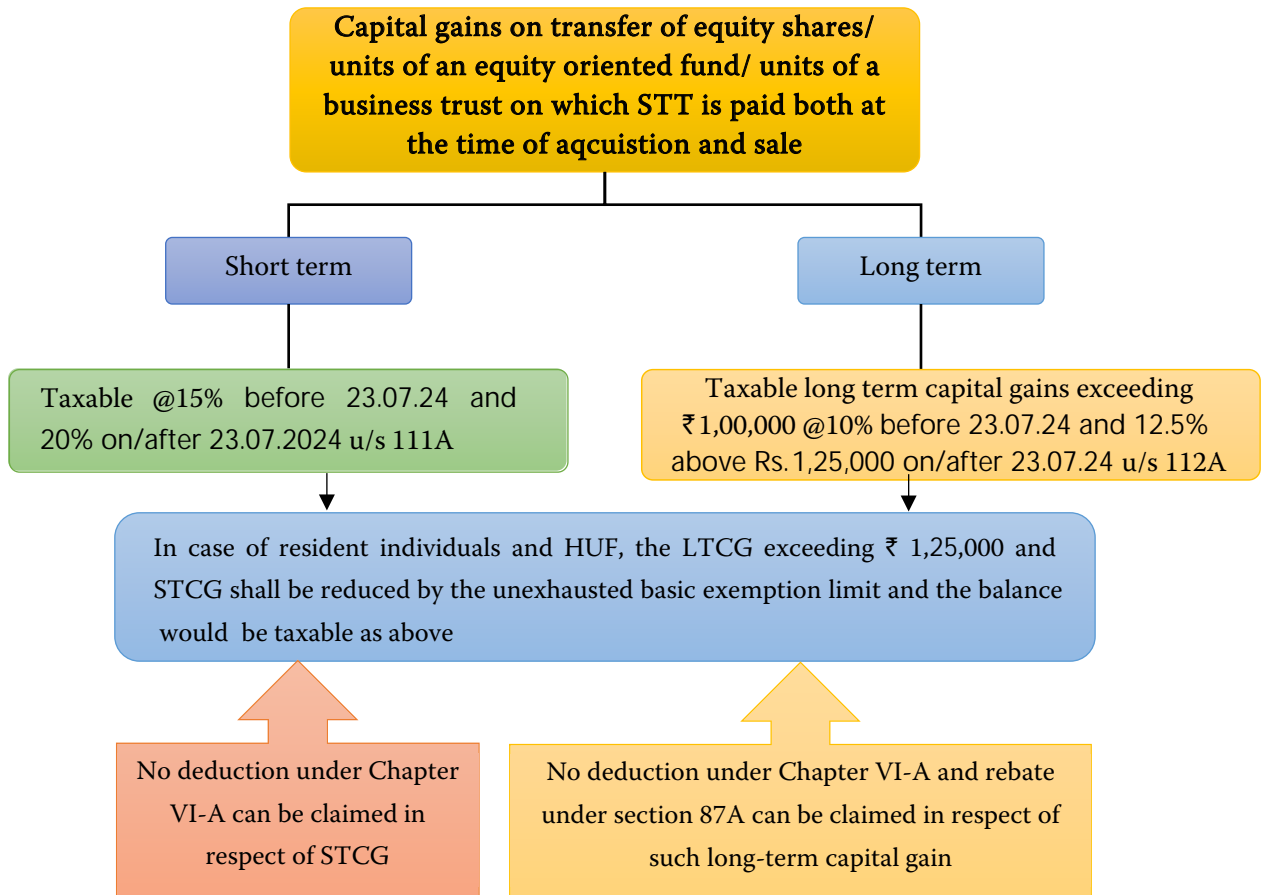 Capital gains on transfer of equity shares/
units of an equity oriented fund/ units of a
business trust on which STT is paid both at
the time of aqcuistion and sale
Short term
Long term
Taxable @15% before 23.07.24 and
20% on/after 23.07.2024 u/s 111A
Taxable long term capital gains exceeding
₹1,00,000 @10% before 23.07.24 and 12.5%
above Rs.1,25,000 on/after 23.07.24 u/s 112A
In case of resident individuals and HUF, the LTCG exceeding ₹ 1,25,000 and
STCG shall be reduced by the unexhausted basic exemption limit and the balance
would be taxable as above
No deduction under Chapter
VI-A can be claimed in
respect of STCG
No deduction under Chapter VI-A and rebate
under section 87A can be claimed in respect of
such long-term capital gain